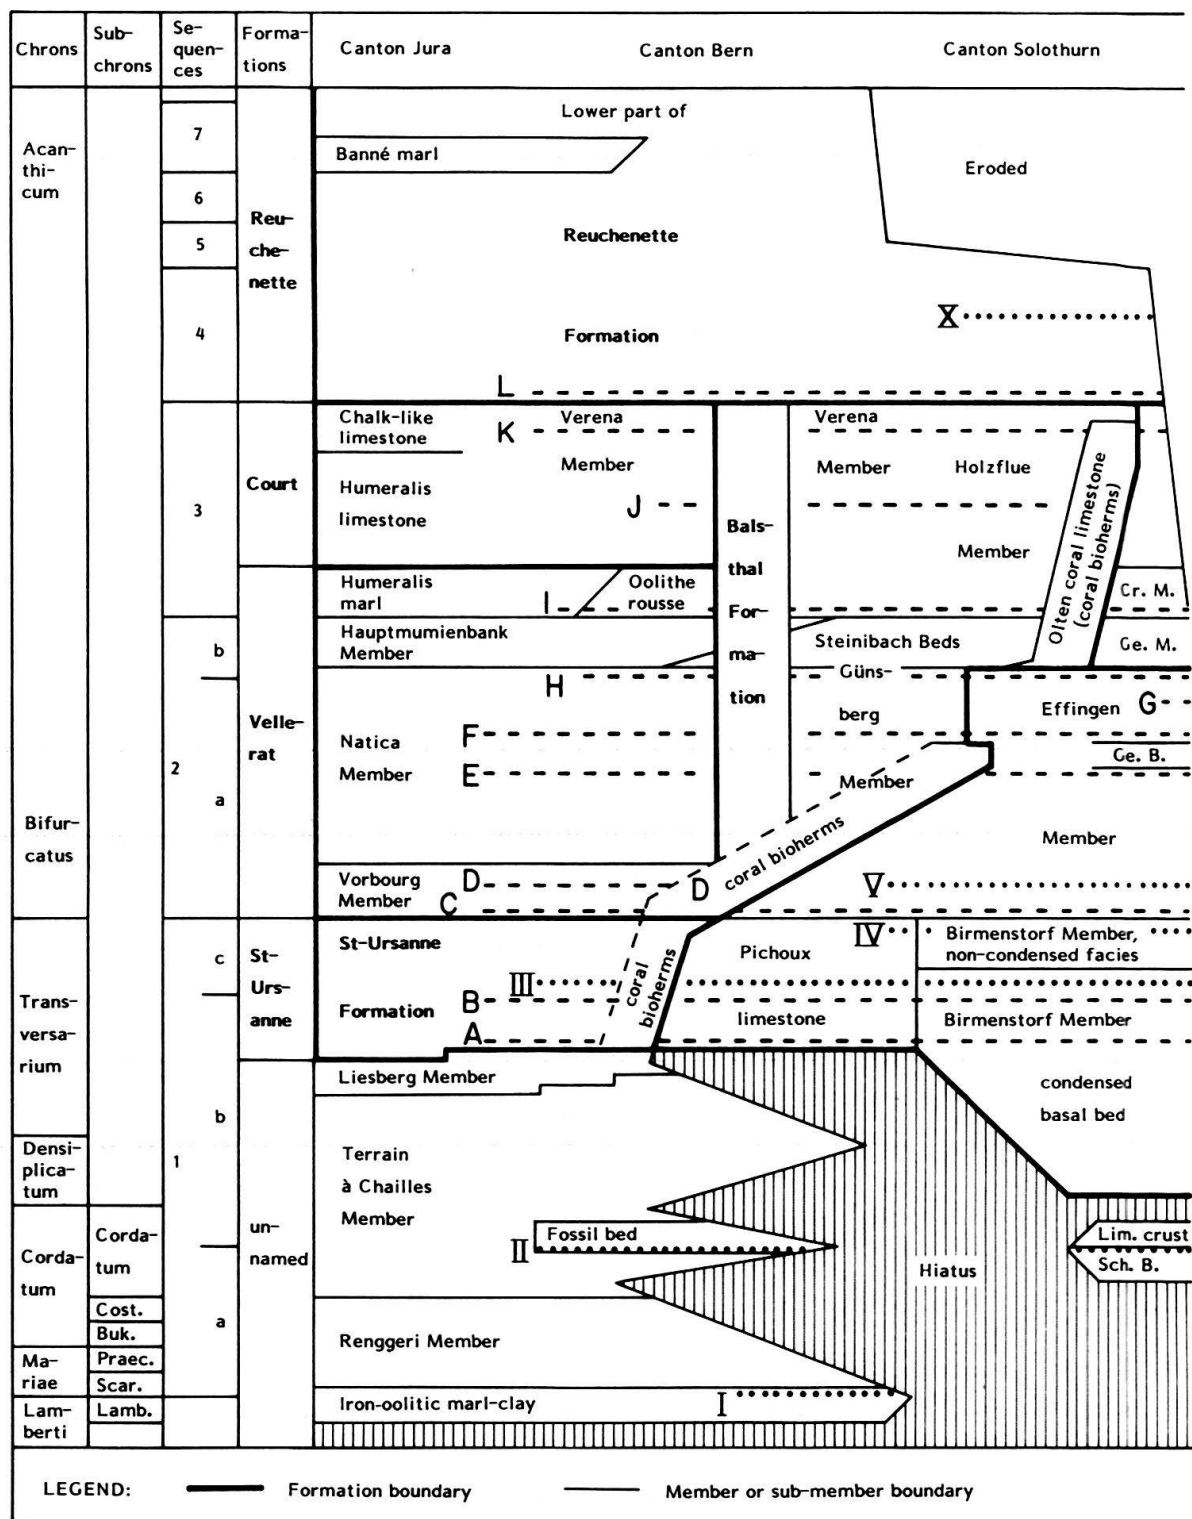 Chrons
Sub-
chrons
Se-
quen-
ces
Forma-
tions
Canton Jura
Canton Bern
Canton Solothurn
Acan-
thi-
cum
Bifur-
catus
Trans-
versa-
rium
Densi-
plica-
tum
Corda-
tum
Ma-
riae
Lam-
berti
Corda-
tum
Cost.
Buk.
Praec.
Scar.
Lamb.
7
6
5
4
3
b
2
a
c
b
1
a
Reu-
che-
nette
Court
Velle-
rat
St-
Urs-
anne
un-
named
Lower part of
Banné marl
Eroded
Reuchenette
X
Formation
L
Chalk-like
limestone
K
Verena
Member
Humeralis
limestone
J
Bals-
thal
For-
ma-
tion
Verena
Member
Holzflue
Member
Olten coral limestone
(coral bioherms)
Humeralis
marl
I
Oolithe
rousse
Cr. M.
Hauptmumienbank
Member
Steinibach Beds
Ge. M.
H
Güns-
berg
Member
Effingen
G
Natica
Member
F
E
Ge. B.
Member
Vorbourg
Member
D
C
D
coral bioherms
V
St-Ursanne
Formation
III
B
A
coral
bioherms
Pichoux
limestone
IV
Birmenstorf Member,
non-condensed facies
Birmenstorf Member
condensed
basal bed
Liesberg Member
Terrain
à Chailles
Member
Fossil bed
II
Hiatus
Lim. crust
Sch. B.
Renggeri Member
Iron-oolitic marl-clay
I
LEGEND:
Formation boundary
Member or sub-member boundary